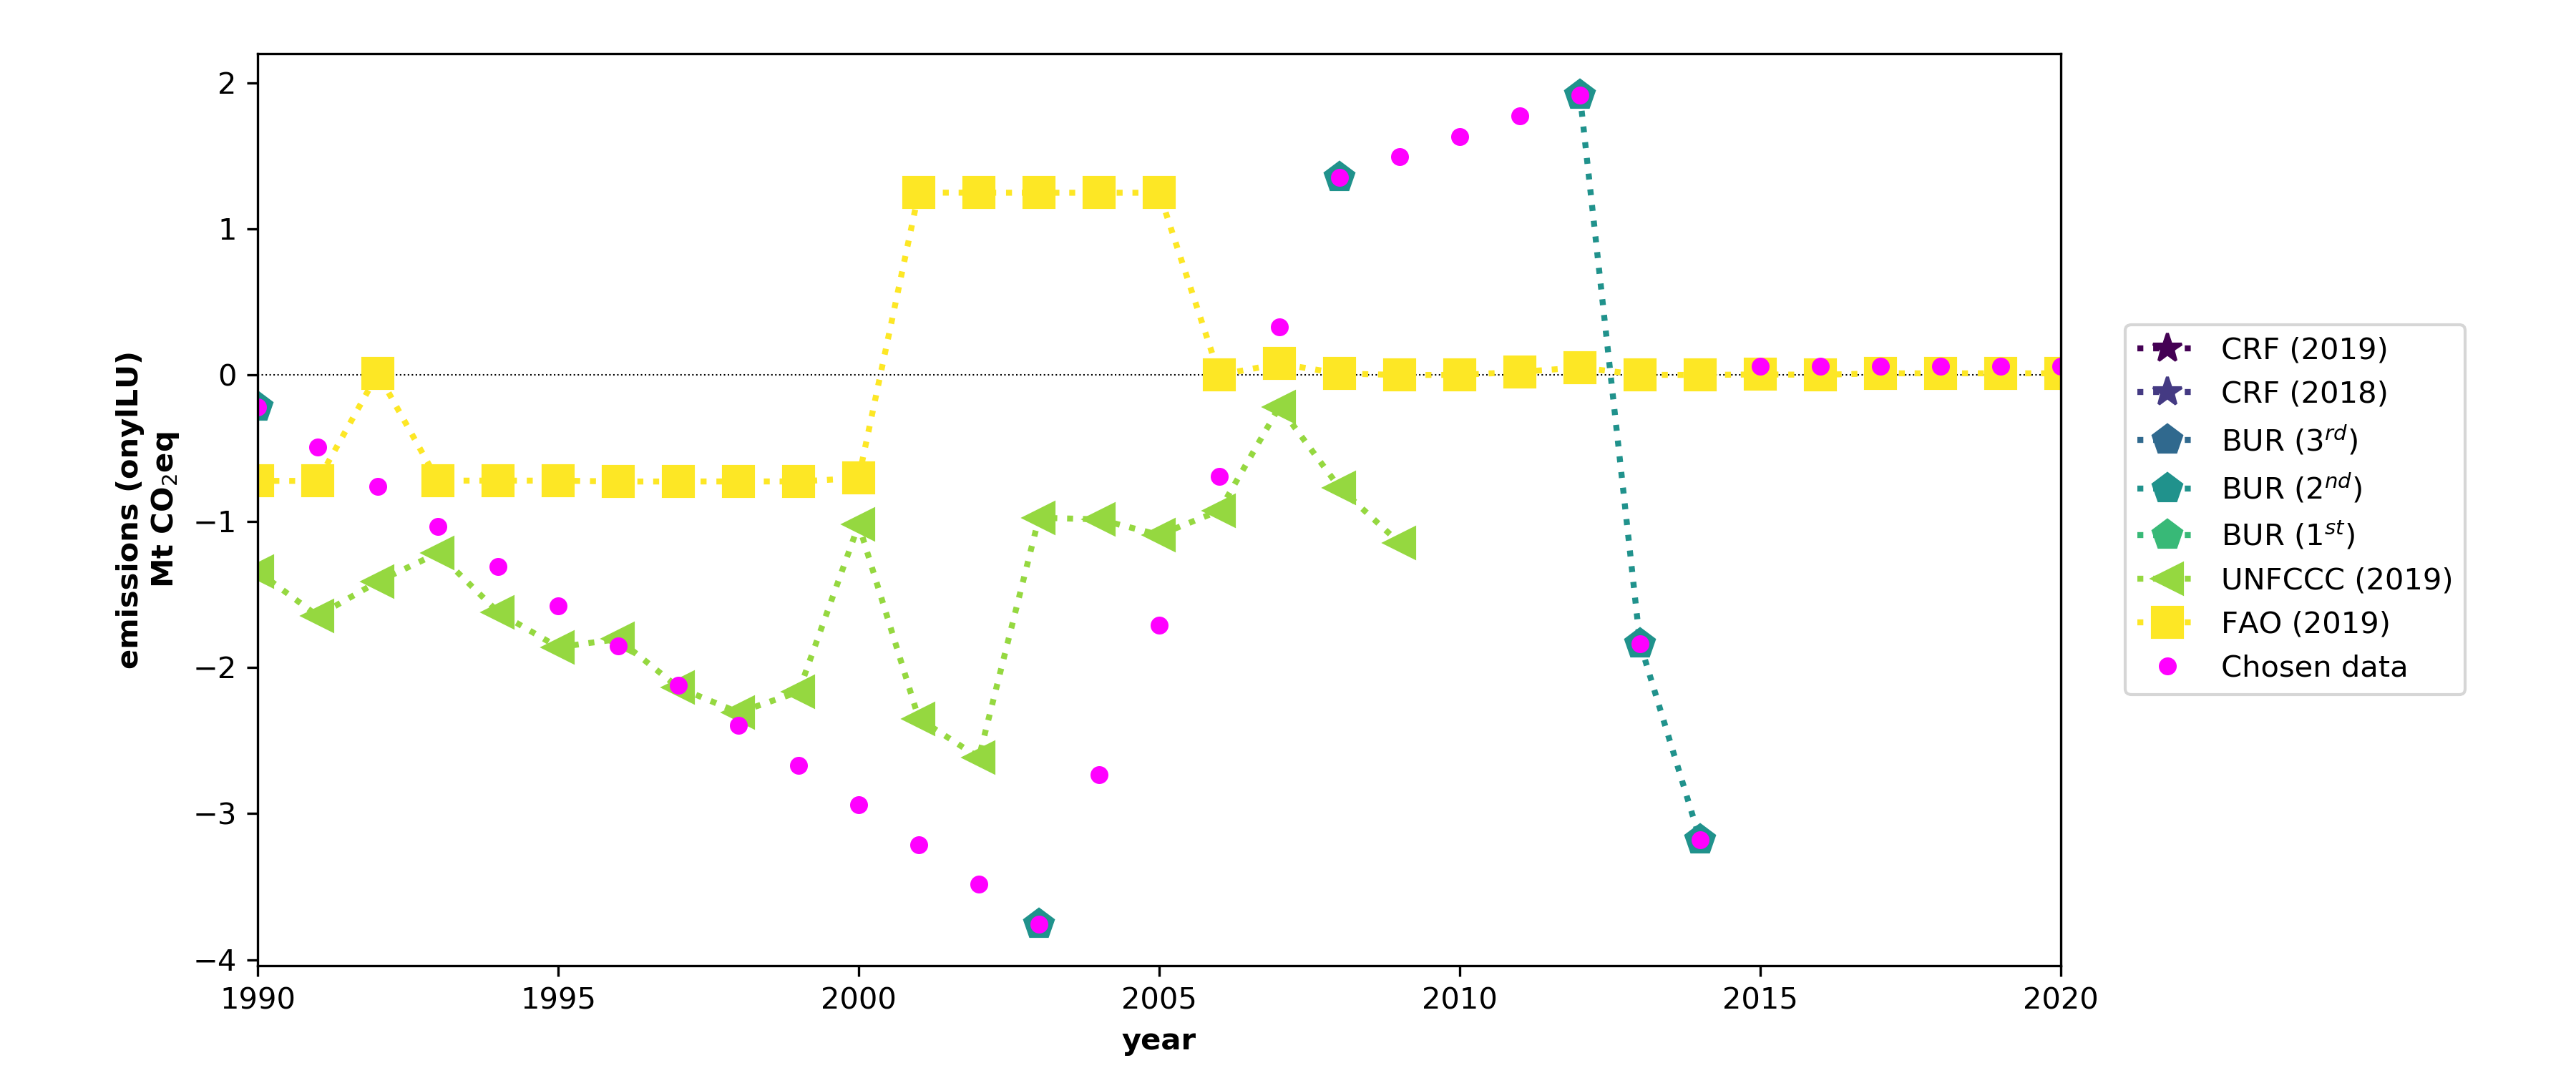 emissions (onylLU)
Mt CO₂eq
2
1
0
−1
−2
−3
−4
1990 1995 2000 2005 2010 2015 2020
year
CRF (2019)
CRF (2018)
BUR (3ʳᵈ)
BUR (2ⁿᵈ)
BUR (1ˢᵗ)
UNFCCC (2019)
FAO (2019)
Chosen data